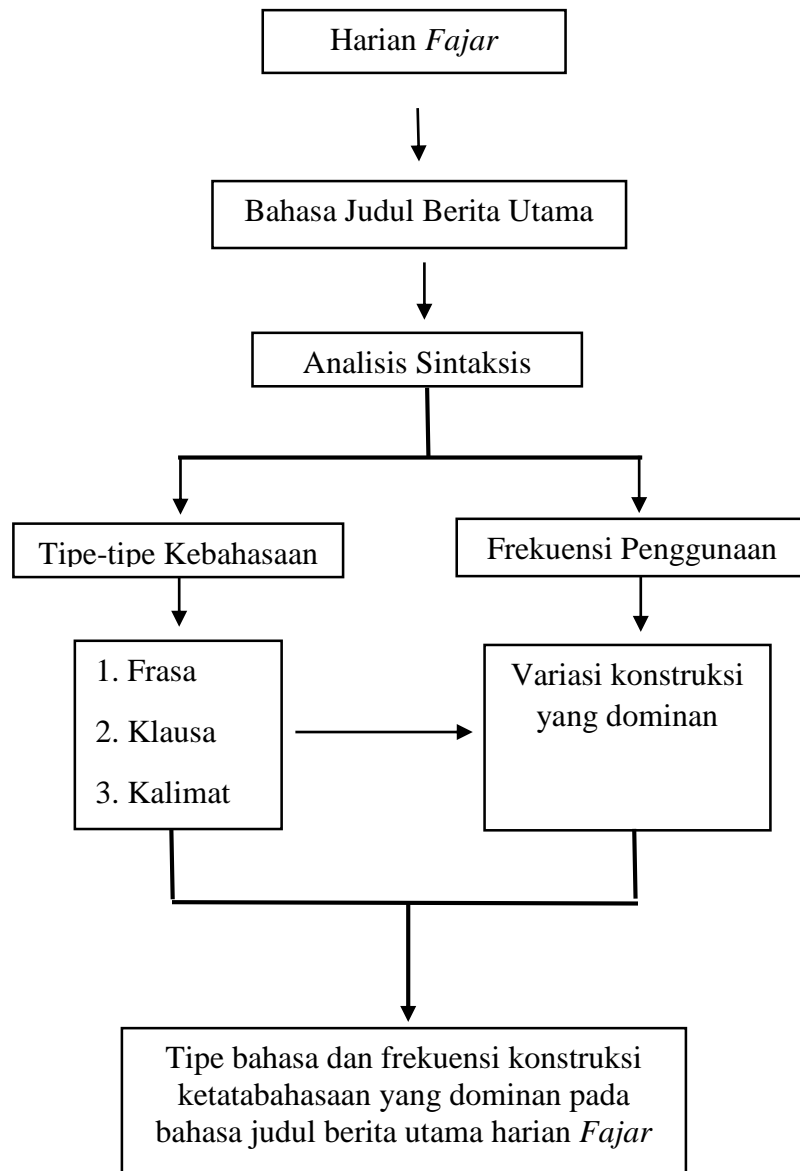 Harian Fajar
Bahasa Judul Berita Utama
Analisis Sintaksis
Tipe-tipe Kebahasaan
Frekuensi Penggunaan
1. Frasa
2. Klausa
3. Kalimat
Variasi konstruksi
yang dominan
Tipe bahasa dan frekuensi konstruksi
ketatabahasaan yang dominan pada
bahasa judul berita utama harian Fajar